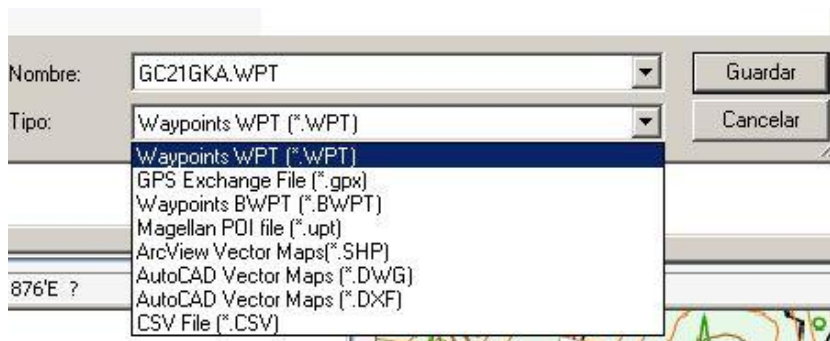 Nombre: GC21GKA.WPT Guardar
Tipo: Waypoints WPT (*.WPT) Cancelar
Waypoints WPT (*.WPT)
GPS Exchange File (*.gpx)
Waypoints BWPT (*.BWPT)
Magellan POI file (*.upt)
ArcView Vector Maps(*.SHP)
AutoCAD Vector Maps (*.DWG)
876'E ?
AutoCAD Vector Maps (*.DXF)
CSV File (*.CSV)